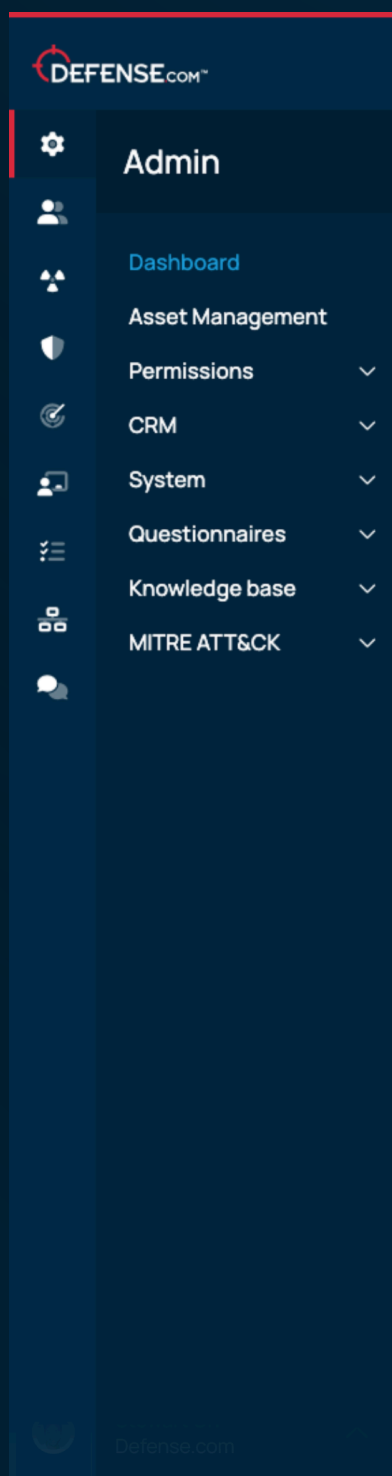 DEFENSE.COM™
Admin
Dashboard
Asset Management
Permissions
CRM
System
Questionnaires
Knowledge base
MITRE ATT&CK
Defense.com